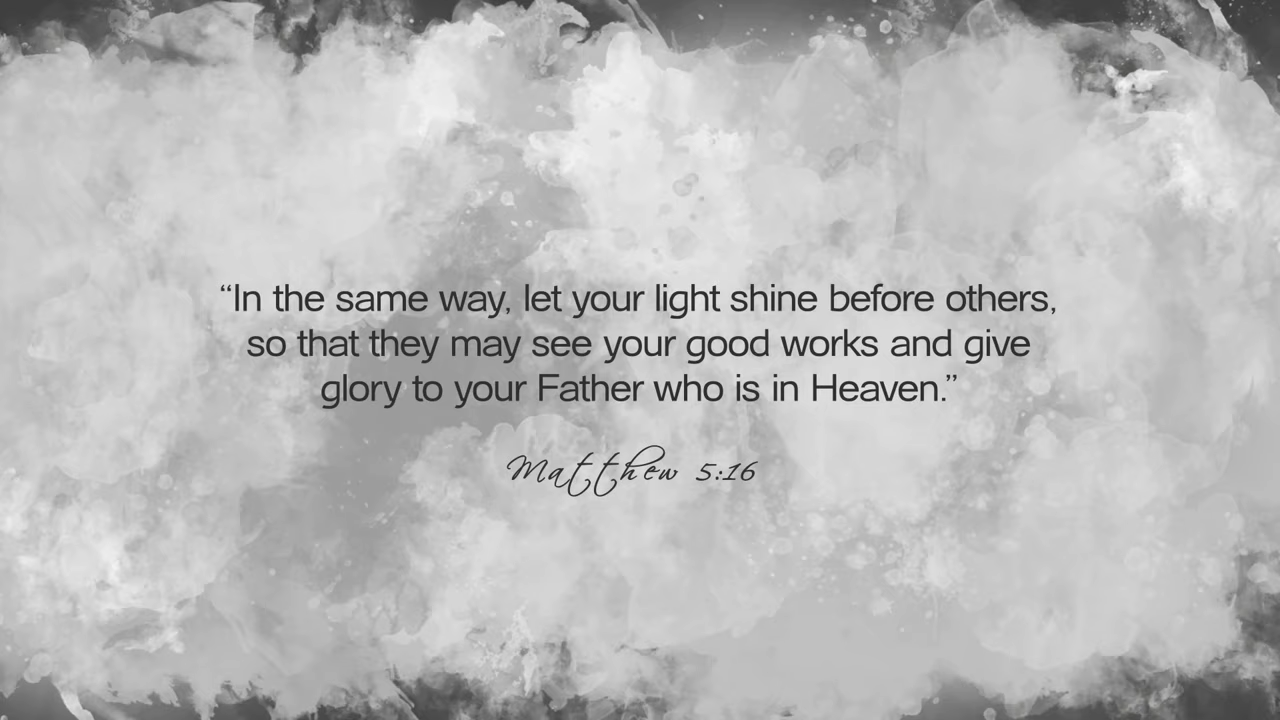 “In the same way, let your light shine before others,
so that they may see your good works and give
glory to your Father who is in Heaven.”
Matthew 5:16